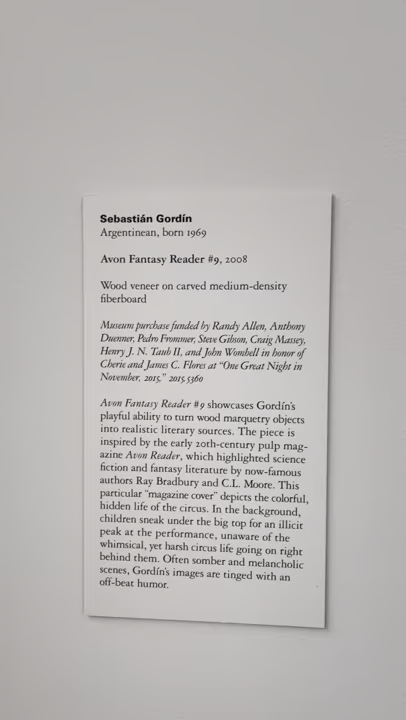 Sebastián Gordín
Argentinean, born 1969
Avon Fantasy Reader #9, 2008
Wood veneer on carved medium-density
fiberboard
Museum purchase funded by Randy Allen, Anthony
Duenner, Pedro Frommer, Steve Gibson, Craig Massey,
Henry J. N. Taub II, and John Wombell in honor of
Cherie and James C. Flores at "One Great Night in
November, 2015," 2015.5360
Avon Fantasy Reader #9 showcases Gordín's
playful ability to turn wood marquetry objects
into realistic literary sources. The piece is
inspired by the early 20th-century pulp mag-
azine Avon Reader, which highlighted science
fiction and fantasy literature by now-famous
authors Ray Bradbury and C.L. Moore. This
particular "magazine cover" depicts the colorful,
hidden life of the circus. In the background,
children sneak under the big top for an illicit
peak at the performance, unaware of the
whimsical, yet harsh circus life going on right
behind them. Often somber and melancholic
scenes, Gordín's images are tinged with an
off-beat humor.